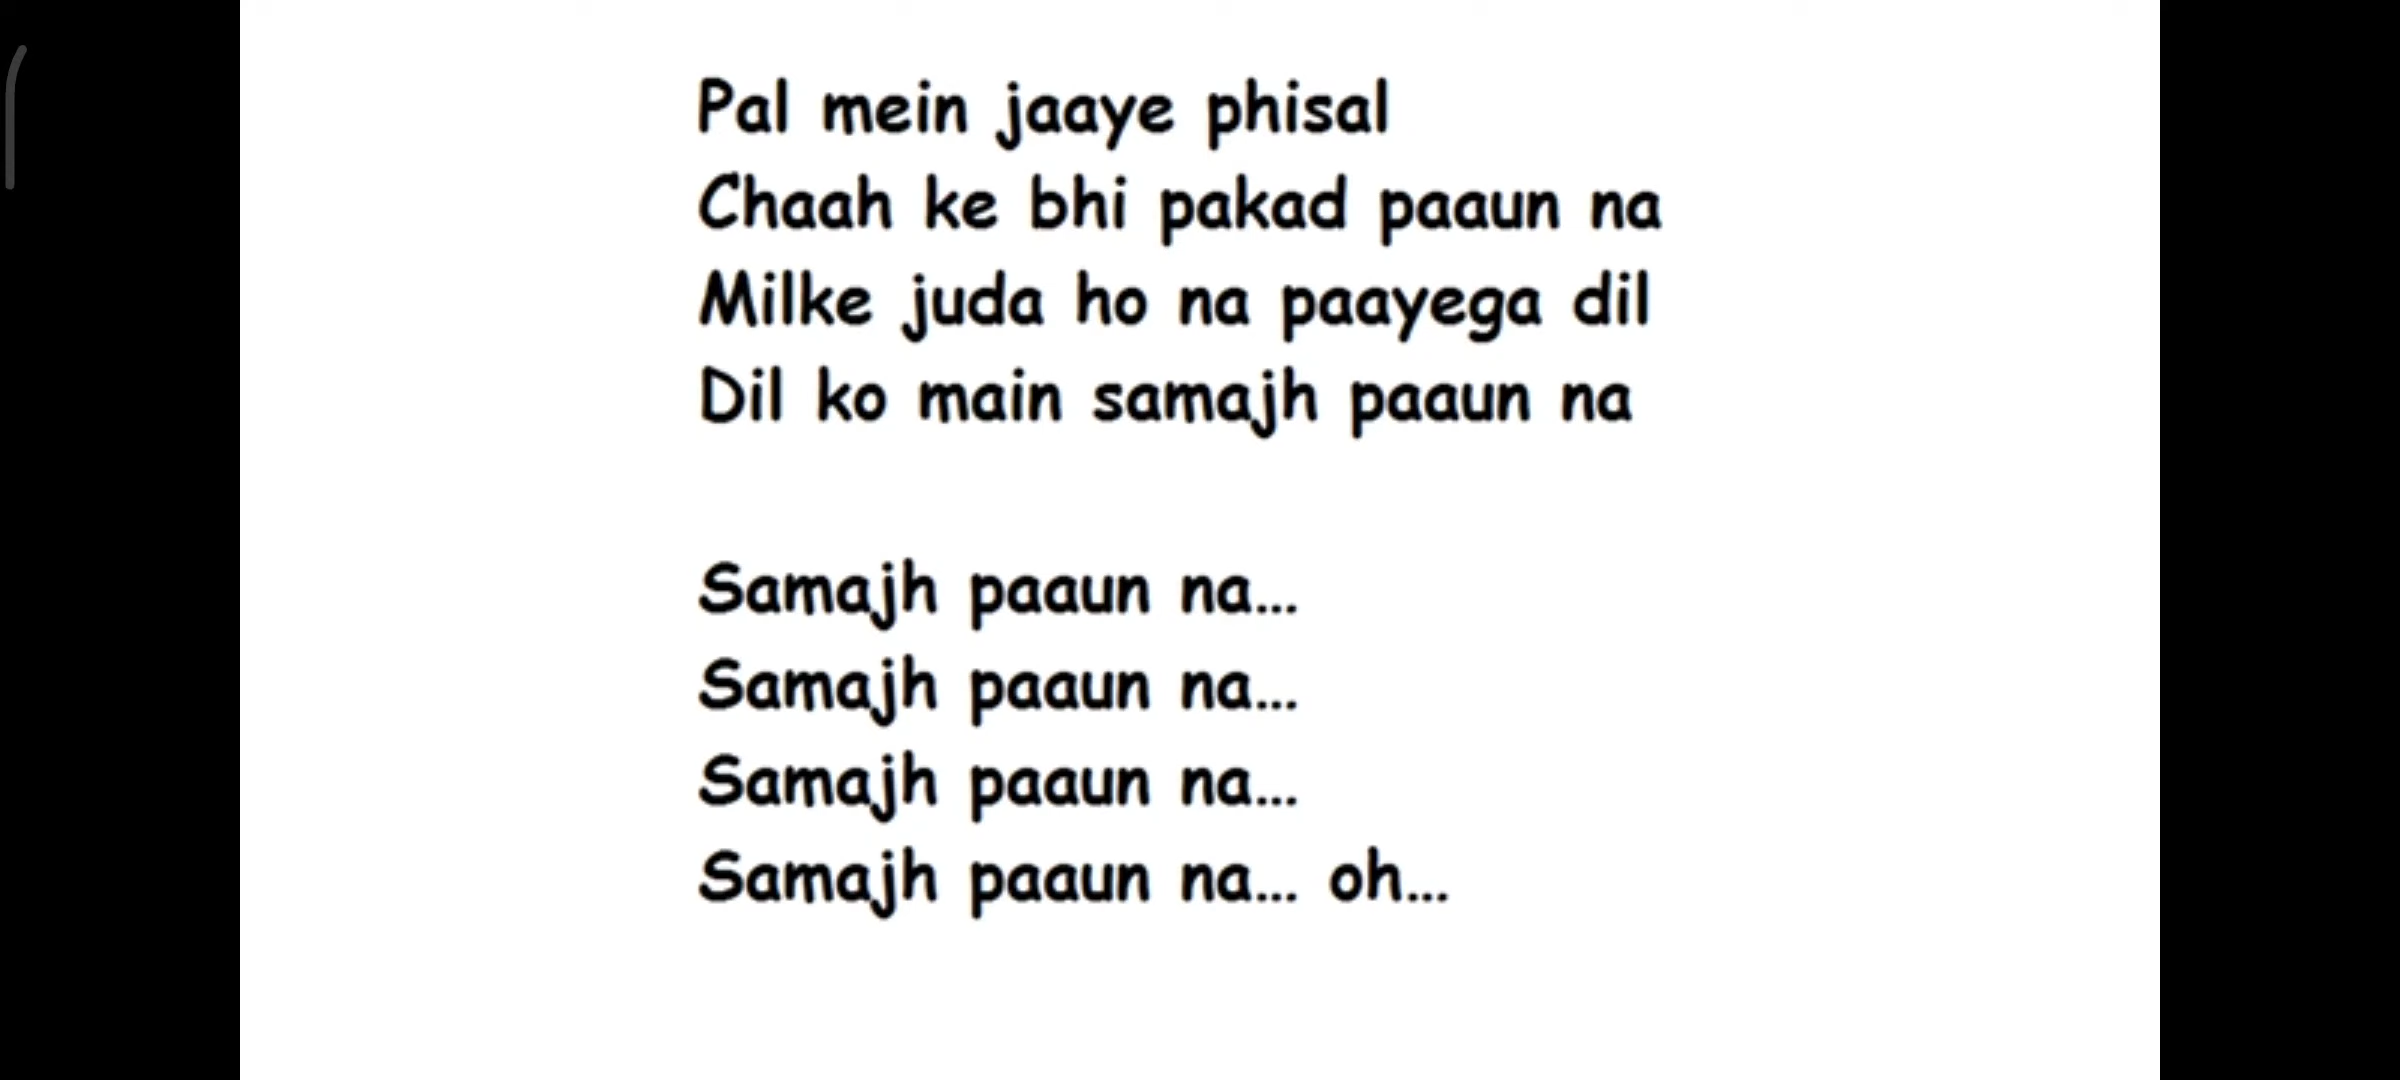 Pal mein jaaye phisal
Chaah ke bhi pakad paaun na
Milke juda ho na paayega dil
Dil ko main samajh paaun na
Samajh paaun na...
Samajh paaun na...
Samajh paaun na...
Samajh paaun na... oh...